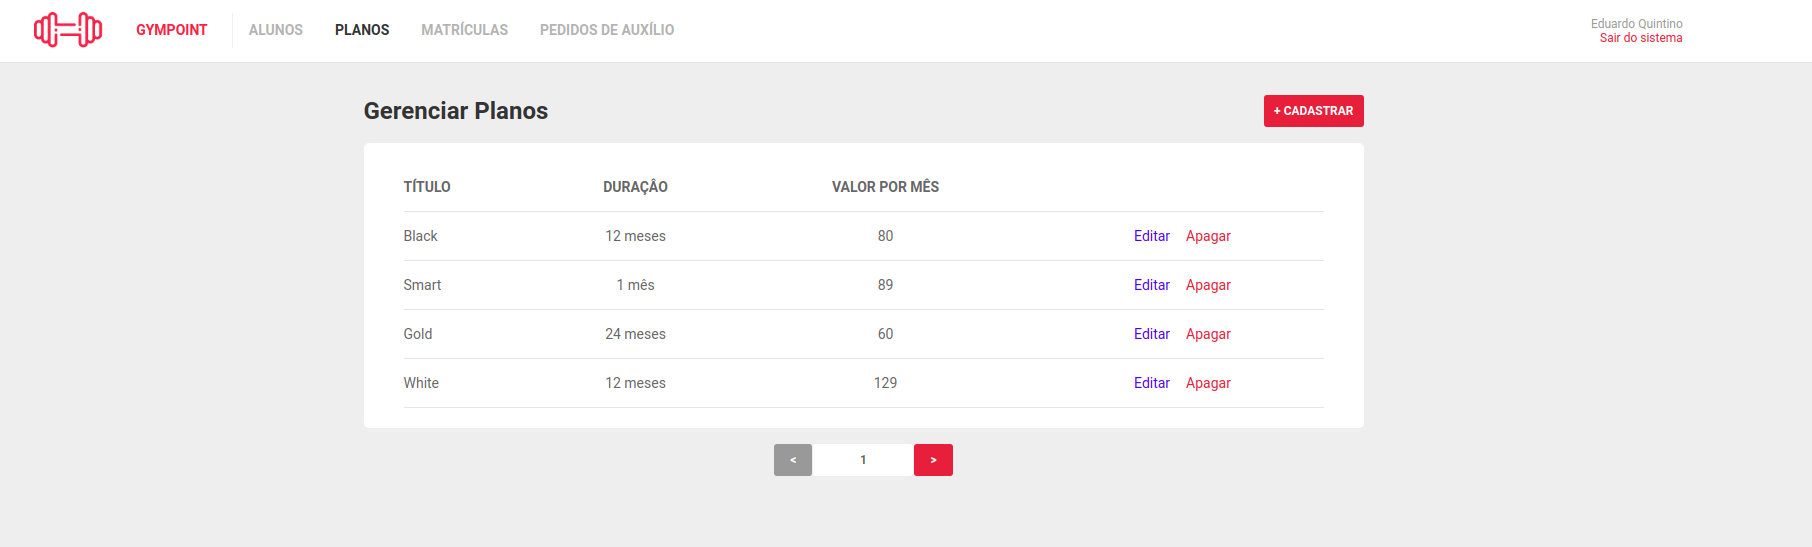 GYMPOINT ALUNOS PLANOS MATRÍCULAS PEDIDOS DE AUXÍLIO Eduardo Quintino
Sair do sistema
Gerenciar Planos + CADASTRAR
TÍTULO DURAÇÂO VALOR POR MÊS
Black 12 meses 80 Editar Apagar
Smart 1 mês 89 Editar Apagar
Gold 24 meses 60 Editar Apagar
White 12 meses 129 Editar Apagar
< 1 >